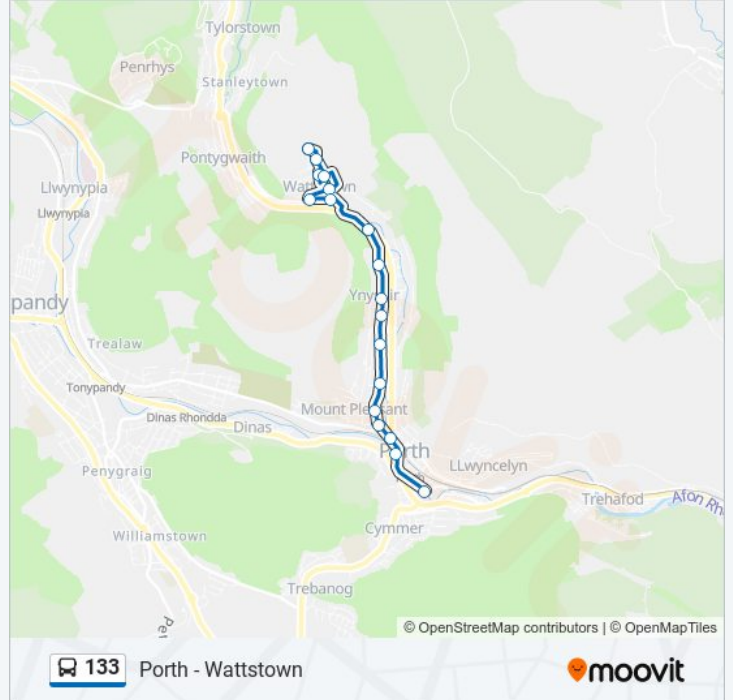 Tylorstown
Penrhys
Stanleytown
Pontygwaith
Llwynypia
Wattstown
Llwynypia
Ynyshir
pandy
Trealaw
Tonypandy
Mount Pleasant
Dinas Rhondda
Dinas
Porth
LLwyncelyn
Penygraig
Trehafod
Afon Rh
Cymmer
Williamstown
Trebanog
Pe
© OpenStreetMap contributors | © OpenMapTiles
133 Porth - Wattstown
moovit